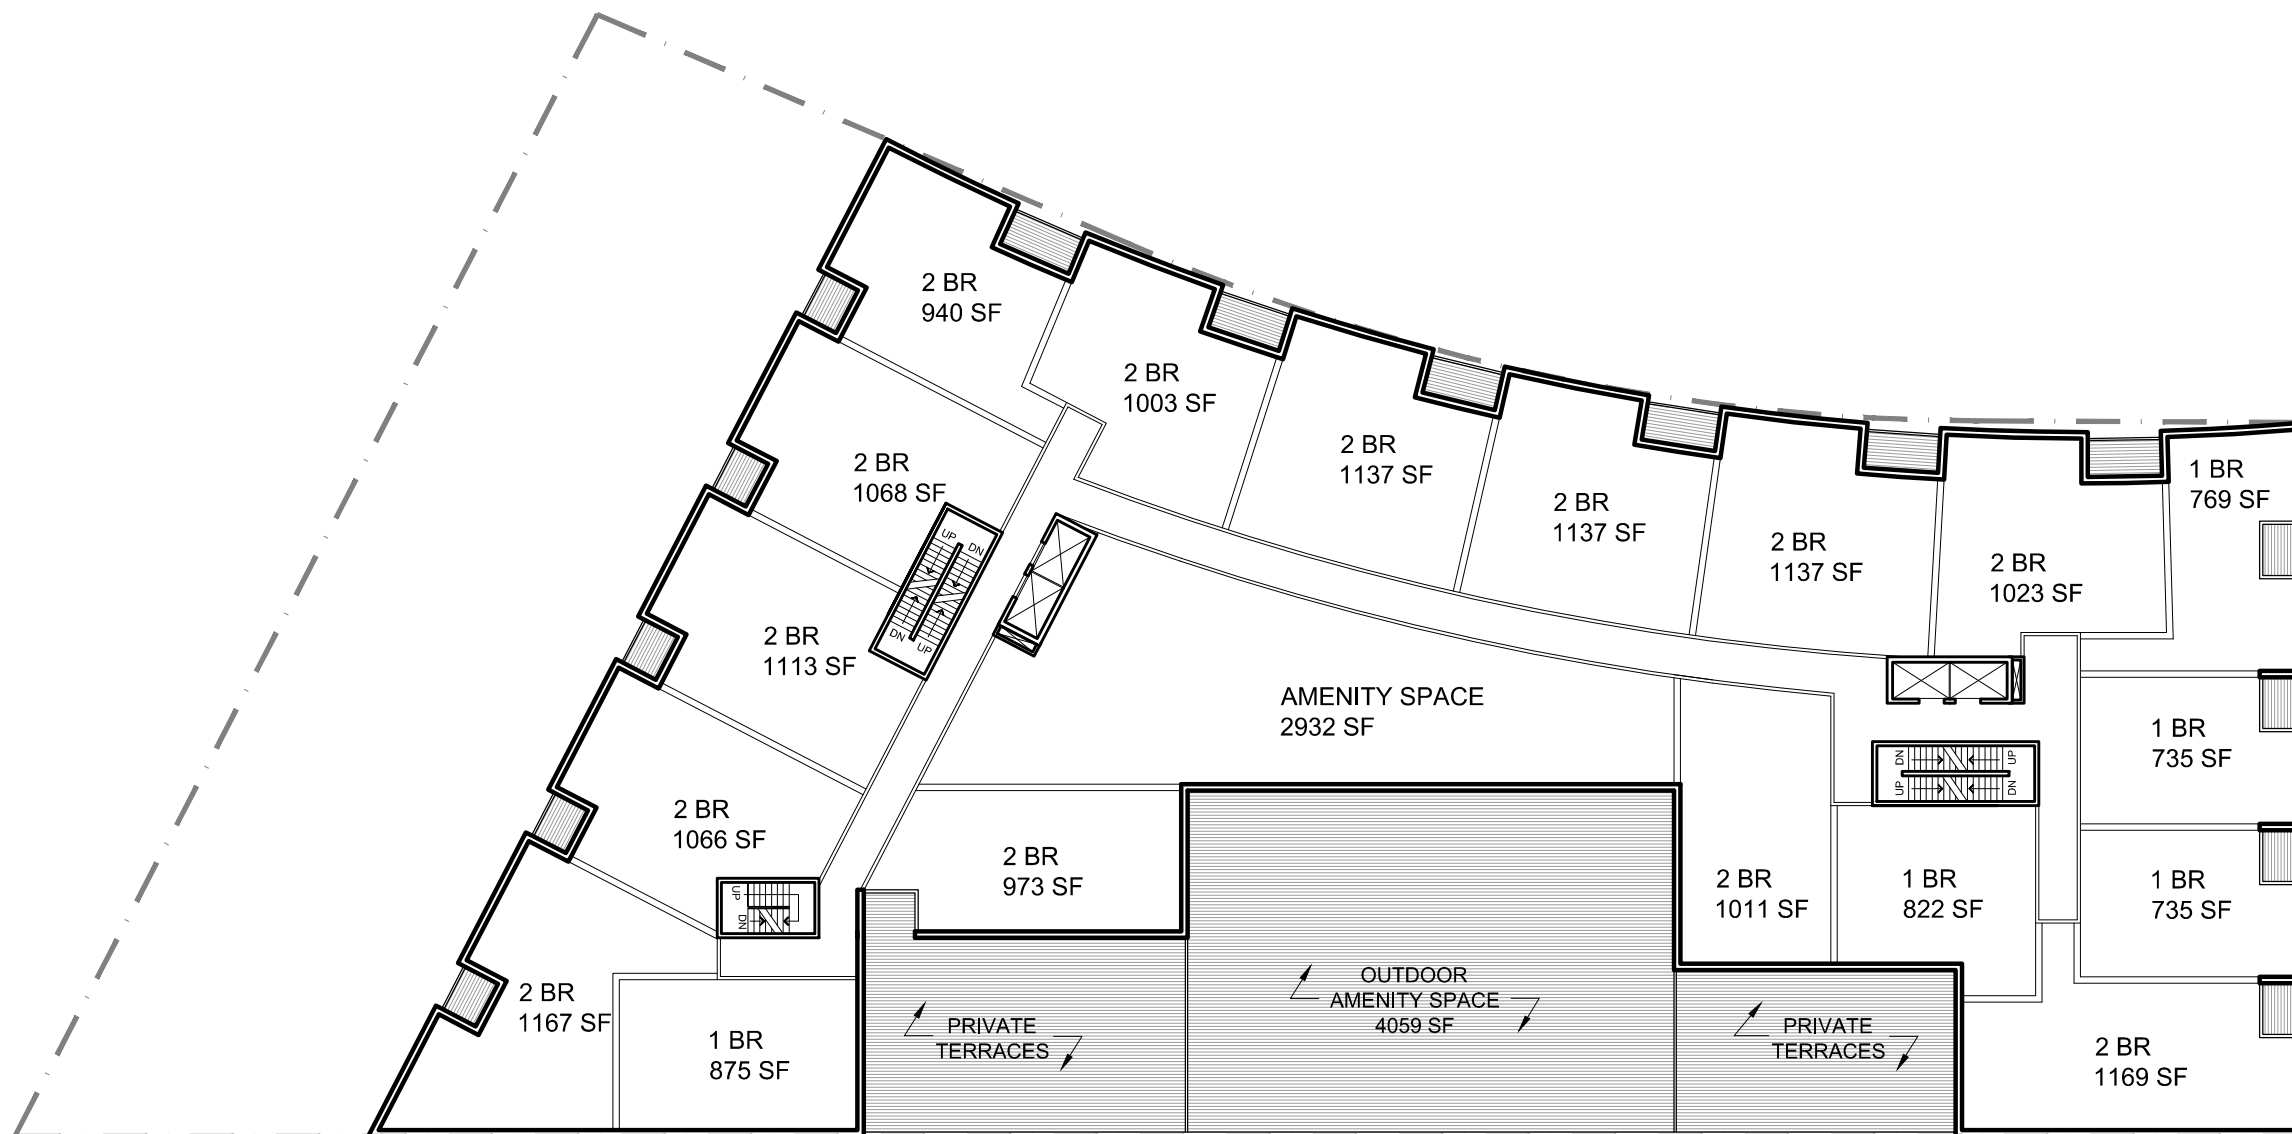 2 BR
940 SF
2 BR
1003 SF
2 BR
1137 SF
2 BR
1137 SF
2 BR
1137 SF
2 BR
1023 SF
1 BR
769 SF
2 BR
1068 SF
UP
DN
DN
UP
2 BR
1113 SF
AMENITY SPACE
2932 SF
1 BR
735 SF
DN
UP
UP
DN
2 BR
1066 SF
2 BR
973 SF
2 BR
1011 SF
1 BR
822 SF
1 BR
735 SF
UP
DN
2 BR
1167 SF
1 BR
875 SF
PRIVATE
TERRACES
OUTDOOR
AMENITY SPACE
4059 SF
PRIVATE
TERRACES
2 BR
1169 SF